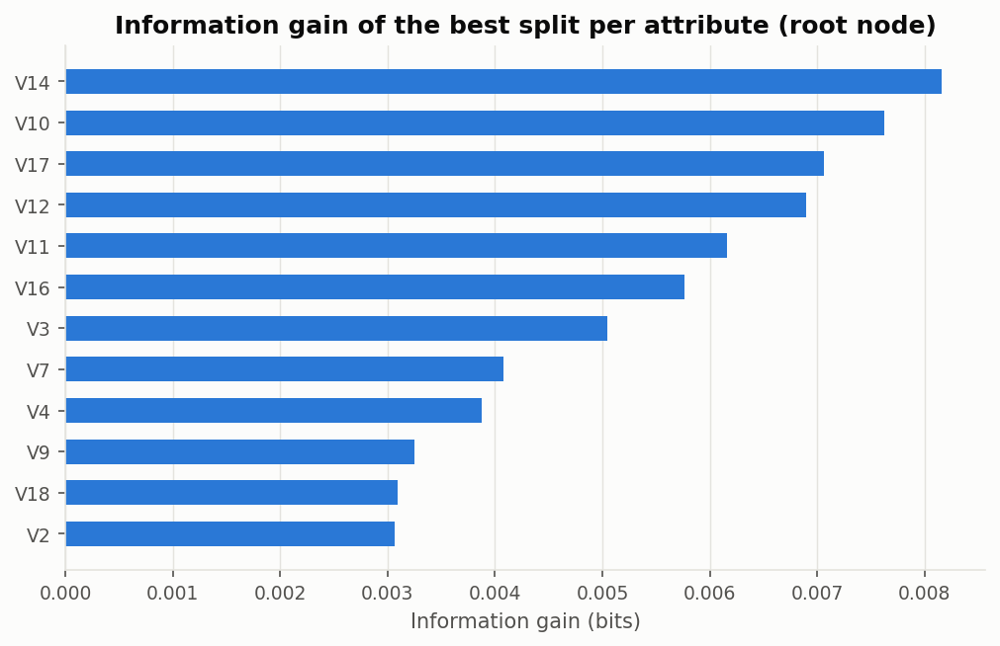 Information gain of the best split per attribute (root node)
V14
V10
V17
V12
V11
V16
V3
V7
V4
V9
V18
V2
0.000 0.001 0.002 0.003 0.004 0.005 0.006 0.007 0.008
Information gain (bits)